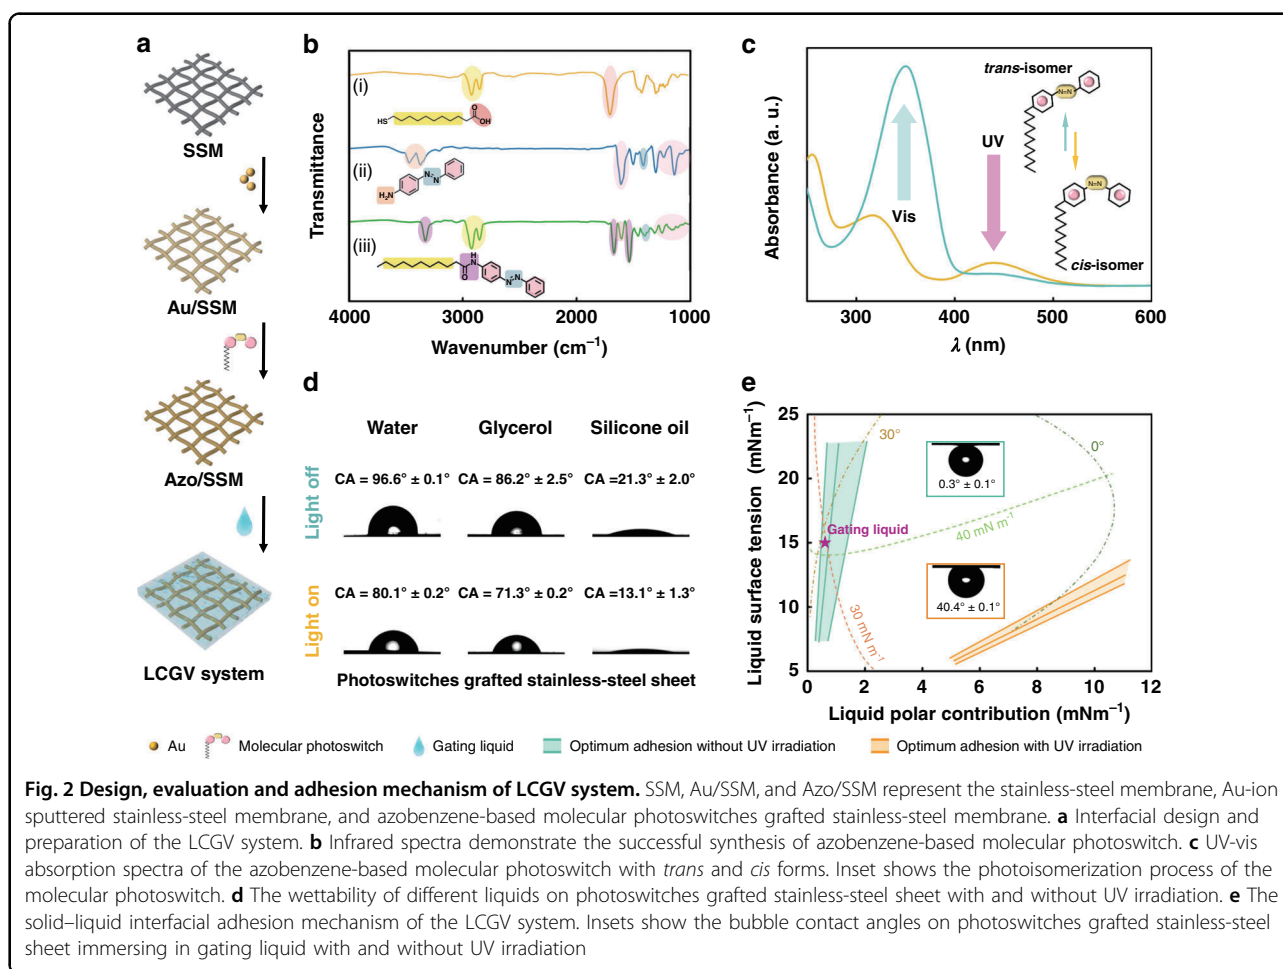 a
SSM
Au/SSM
Azo/SSM
LCGV system
b
Transmittance
(i)
HS
O
OH
(ii)
H₂N
N
N
(iii)
H
N
O
N
N
4000 3000 2000 1000
Wavenumber (cm⁻¹)
c
Absorbance (a. u.)
trans-isomer
N=N
UV
Vis
N=N
cis-isomer
300 400 500 600
λ (nm)
d
Water Glycerol Silicone oil
Light off
CA = 96.6° ± 0.1° CA = 86.2° ± 2.5° CA =21.3° ± 2.0°
Light on
CA = 80.1° ± 0.2° CA = 71.3° ± 0.2° CA =13.1° ± 1.3°
Photoswitches grafted stainless-steel sheet
e
Liquid surface tension (mNm⁻¹)
25
20
15
10
5
30°
0°
0.3° ± 0.1°
40 mN m⁻¹
Gating liquid
40.4° ± 0.1°
30 mN m⁻¹
0 2 4 6 8 10 12
Liquid polar contribution (mNm⁻¹)
Au Molecular photoswitch Gating liquid Optimum adhesion without UV irradiation Optimum adhesion with UV irradiation
Fig. 2 Design, evaluation and adhesion mechanism of LCGV system. SSM, Au/SSM, and Azo/SSM represent the stainless-steel membrane, Au-ion
sputtered stainless-steel membrane, and azobenzene-based molecular photoswitches grafted stainless-steel membrane. a Interfacial design and
preparation of the LCGV system. b Infrared spectra demonstrate the successful synthesis of azobenzene-based molecular photoswitch. c UV-vis
absorption spectra of the azobenzene-based molecular photoswitch with trans and cis forms. Inset shows the photoisomerization process of the
molecular photoswitch. d The wettability of different liquids on photoswitches grafted stainless-steel sheet with and without UV irradiation. e The
solid–liquid interfacial adhesion mechanism of the LCGV system. Insets show the bubble contact angles on photoswitches grafted stainless-steel
sheet immersing in gating liquid with and without UV irradiation